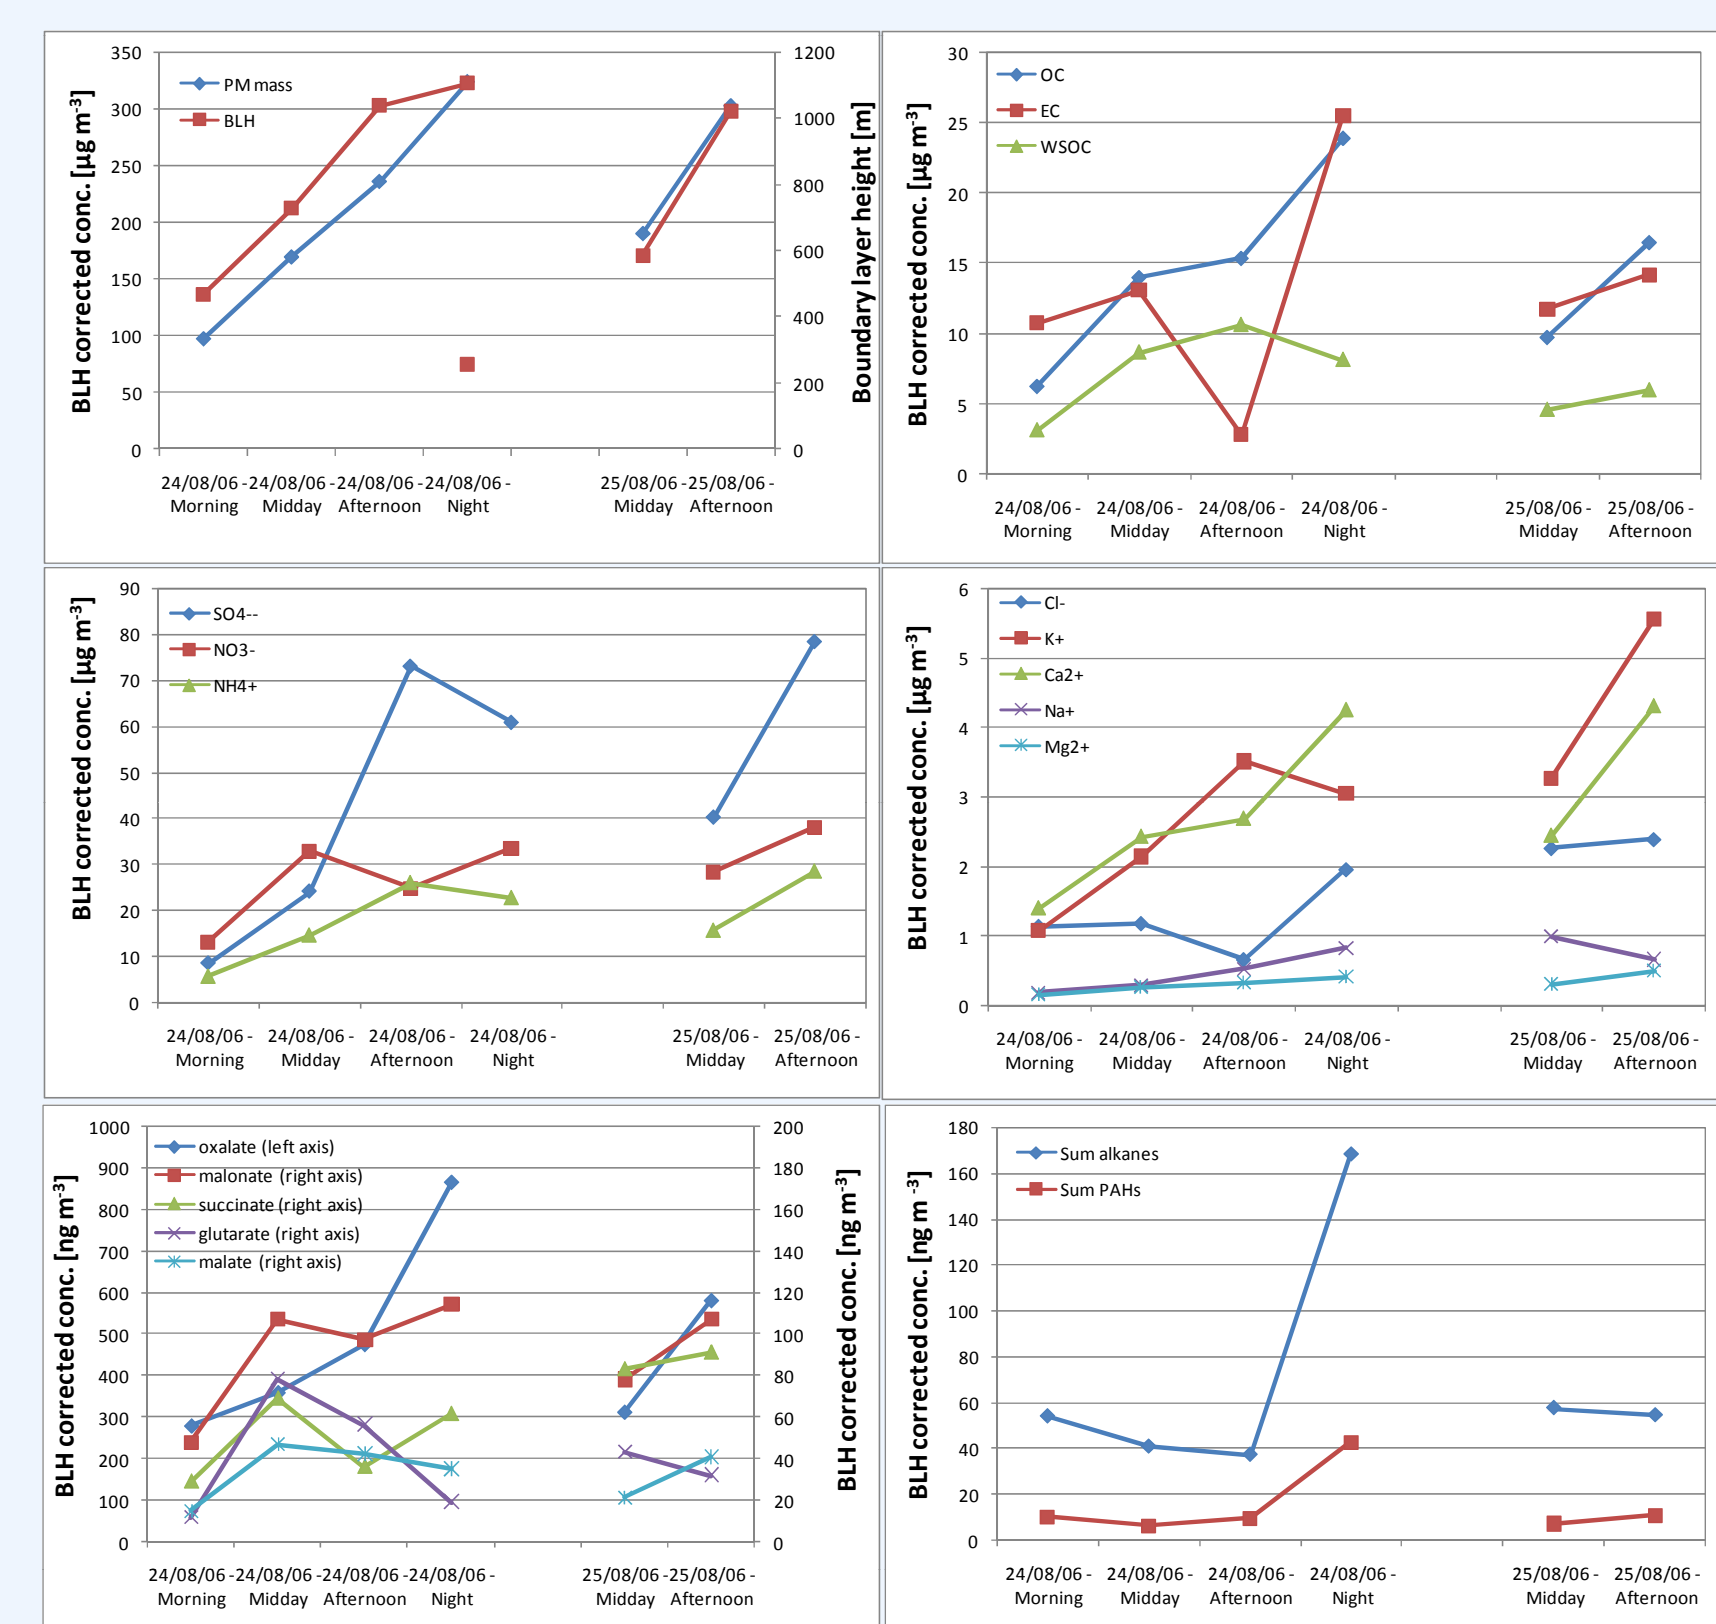 350
300
250
200
150
100
50
0
BLH corrected conc. [µg m-3]
PM mass
BLH
1200
1000
800
600
400
200
0
Boundary layer height [m]
24/08/06 - Morning
24/08/06 - Midday
24/08/06 - Afternoon
24/08/06 - Night
25/08/06 - Midday
25/08/06 - Afternoon
30
25
20
15
10
5
0
BLH corrected conc. [µg m-3]
OC
EC
WSOC
24/08/06 - Morning
24/08/06 - Midday
24/08/06 - Afternoon
24/08/06 - Night
25/08/06 - Midday
25/08/06 - Afternoon
90
80
70
60
50
40
30
20
10
0
BLH corrected conc. [µg m-3]
SO4--
NO3-
NH4+
24/08/06 - Morning
24/08/06 - Midday
24/08/06 - Afternoon
24/08/06 - Night
25/08/06 - Midday
25/08/06 - Afternoon
6
5
4
3
2
1
0
BLH corrected conc. [µg m-3]
Cl-
K+
Ca2+
Na+
Mg2+
24/08/06 - Morning
24/08/06 - Midday
24/08/06 - Afternoon
24/08/06 - Night
25/08/06 - Midday
25/08/06 - Afternoon
1000
900
800
700
600
500
400
300
200
100
0
BLH corrected conc. [ng m-3]
oxalate (left axis)
malonate (right axis)
succinate (right axis)
glutarate (right axis)
malate (right axis)
200
180
160
140
120
100
80
60
40
20
0
BLH corrected conc. [ng m-3]
24/08/06 - Morning
24/08/06 - Midday
24/08/06 - Afternoon
24/08/06 - Night
25/08/06 - Midday
25/08/06 - Afternoon
180
160
140
120
100
80
60
40
20
0
BLH corrected conc. [ng m -3]
Sum alkanes
Sum PAHs
24/08/06 - Morning
24/08/06 - Midday
24/08/06 - Afternoon
24/08/06 - Night
25/08/06 - Midday
25/08/06 - Afternoon